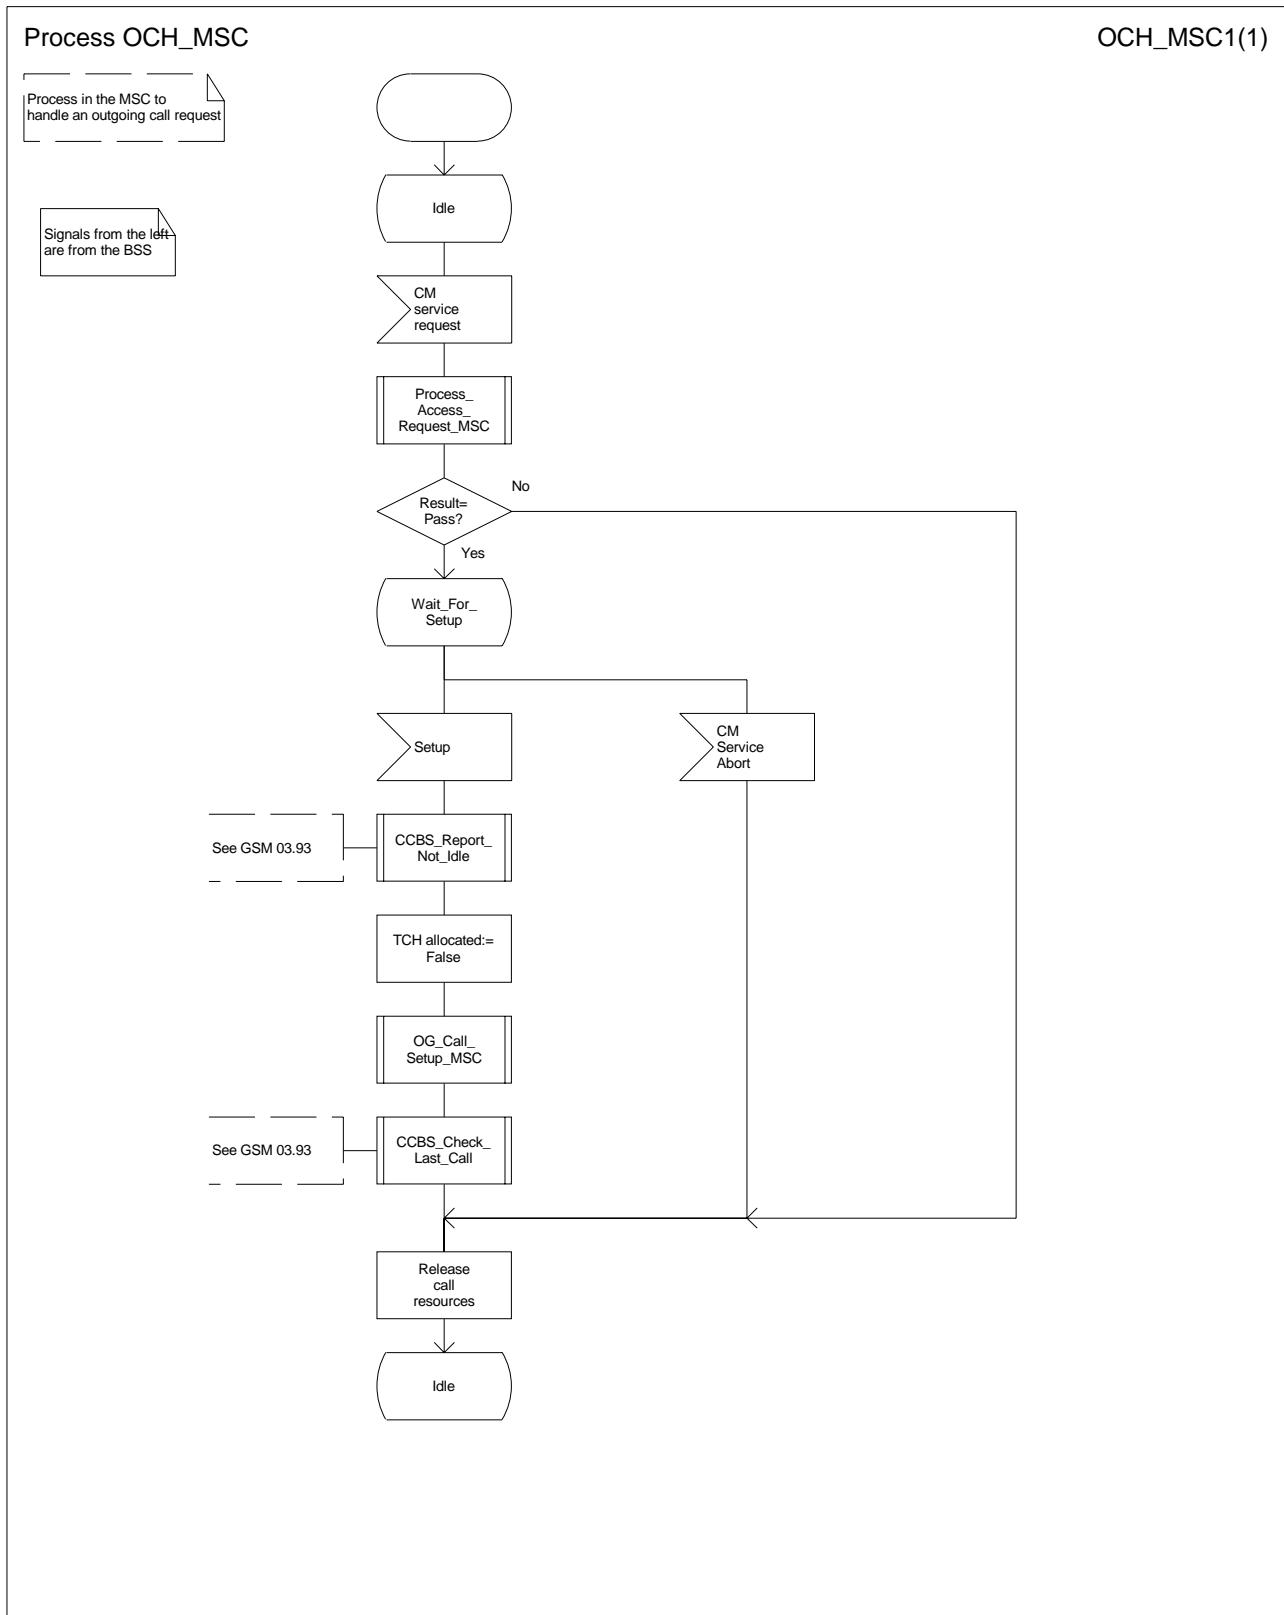 Process OCH_MSC
OCH_MSC1(1)
Process in the MSC to
handle an outgoing call request
Signals from the left
are from the BSS
Idle
CM
service
request
Process_
Access_
Request_MSC
Result=
Pass?
No
Yes
Wait_For_
Setup
Setup
CM
Service
Abort
See GSM 03.93
CCBS_Report_
Not_Idle
TCH allocated:=
False
OG_Call_
Setup_MSC
See GSM 03.93
CCBS_Check_
Last_Call
Release
call
resources
Idle